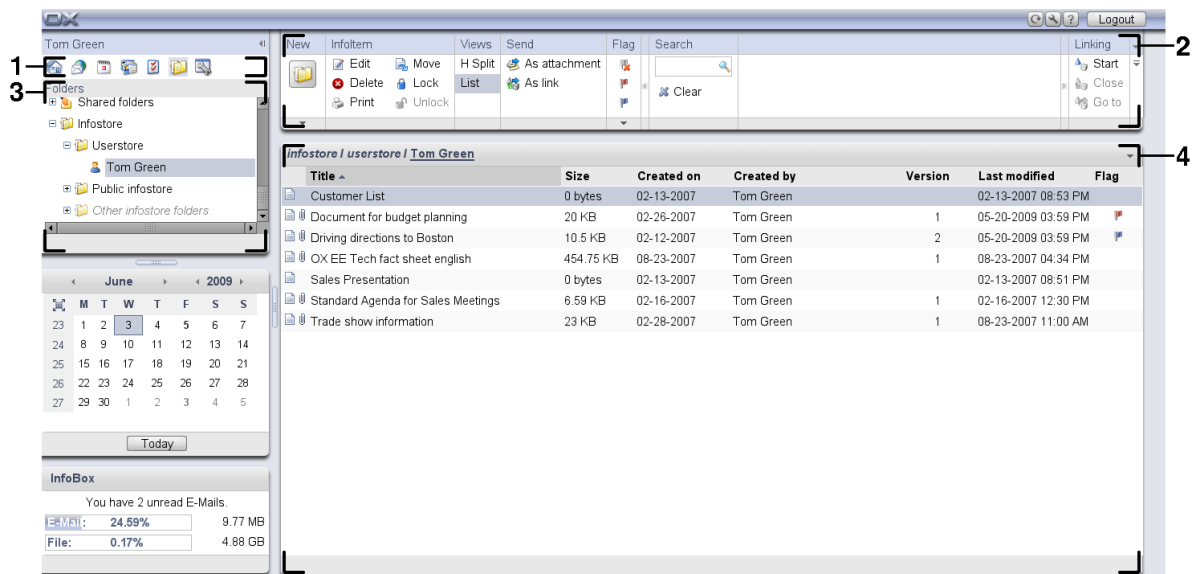 OX
? Logout
Tom Green
1
3
Folders
Shared folders
Infostore
Userstore
Tom Green
Public infostore
Other infostore folders
New InfoItem Views Send Flag Search Linking
2
Edit Move H Split As attachment Start
Delete Lock List As link Clear Close
Print Unlock Go to
infostore / userstore / Tom Green
4
Title Size Created on Created by Version Last modified Flag
Customer List 0 bytes 02-13-2007 Tom Green 02-13-2007 08:53 PM
Document for budget planning 20 KB 02-26-2007 Tom Green 1 05-20-2009 03:59 PM
Driving directions to Boston 10.5 KB 02-12-2007 Tom Green 2 05-20-2009 03:59 PM
OX EE Tech fact sheet english 454.75 KB 08-23-2007 Tom Green 1 08-23-2007 04:34 PM
Sales Presentation 0 bytes 02-13-2007 Tom Green 02-13-2007 08:51 PM
Standard Agenda for Sales Meetings 6.59 KB 02-16-2007 Tom Green 1 02-16-2007 12:30 PM
Trade show information 23 KB 02-28-2007 Tom Green 1 08-23-2007 11:00 AM
June 2009
M T W T F S S
23 1 2 3 4 5 6 7
24 8 9 10 11 12 13 14
25 15 16 17 18 19 20 21
26 22 23 24 25 26 27 28
27 29 30 1 2 3 4 5
Today
InfoBox
You have 2 unread E-Mails.
E-Mail: 24.59% 9.77 MB
File: 0.17% 4.88 GB